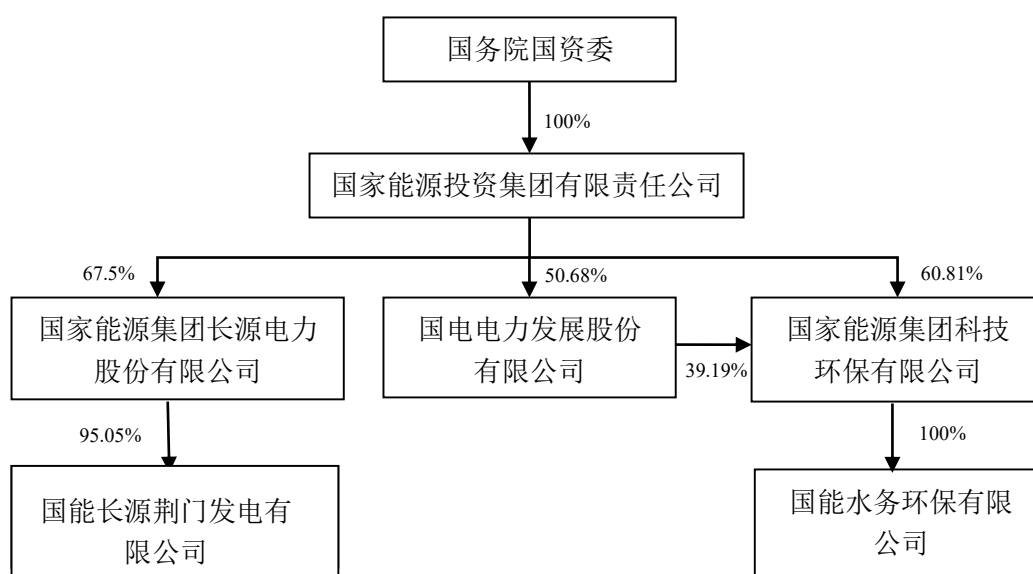 国务院国资委
100%
国家能源投资集团有限责任公司
67.5%
50.68%
60.81%
国家能源集团长源电力
股份有限公司
国电电力发展股份
有限公司
39.19%
国家能源集团科技
环保有限公司
95.05%
100%
国能长源荆门发电有
限公司
国能水务环保有限
公司